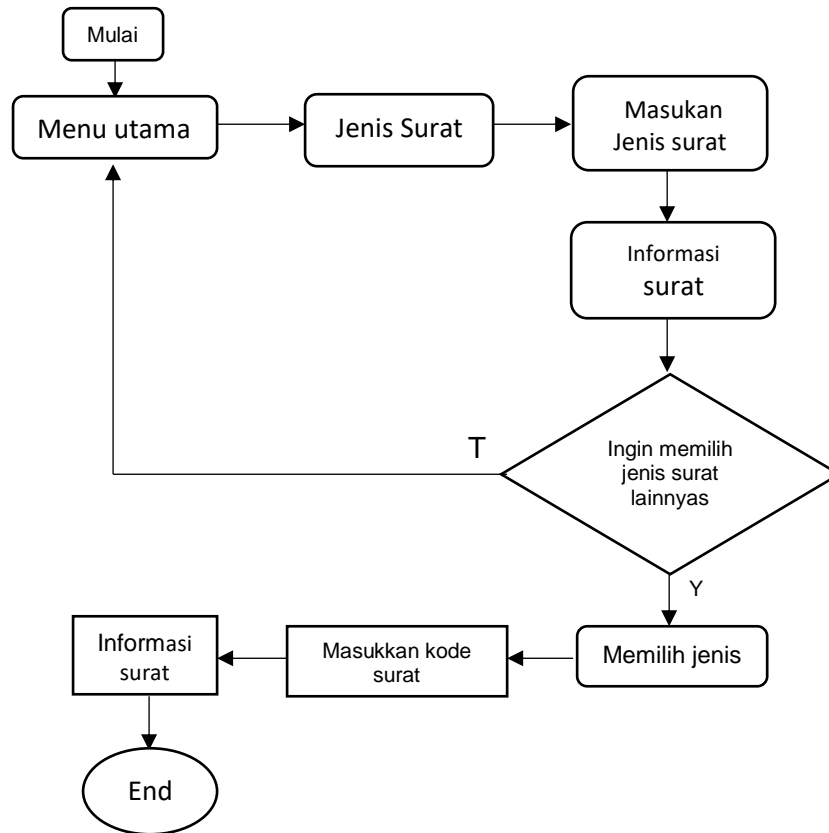 Mulai
Menu utama
Jenis Surat
Masukan
Jenis surat
Informasi
surat
T
Ingin memilih
jenis surat
lainnyas
Y
Memilih jenis
Masukkan kode
surat
Informasi
surat
End